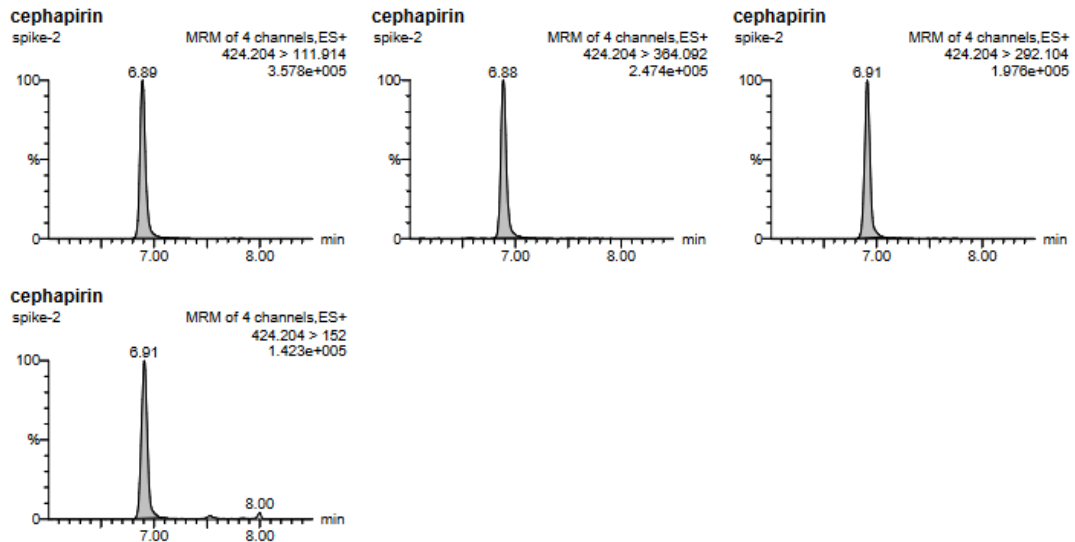 cephapirin
spike-2
MRM of 4 channels,ES+
424.204 > 111.914
3.578e+005
6.89
100
%
0
7.00
8.00
min
cephapirin
spike-2
MRM of 4 channels,ES+
424.204 > 364.092
2.474e+005
6.88
100
%
0
7.00
8.00
min
cephapirin
spike-2
MRM of 4 channels,ES+
424.204 > 292.104
1.976e+005
6.91
100
%
0
7.00
8.00
min
cephapirin
spike-2
MRM of 4 channels,ES+
424.204 > 152
1.423e+005
6.91
100
%
8.00
0
7.00
8.00
min